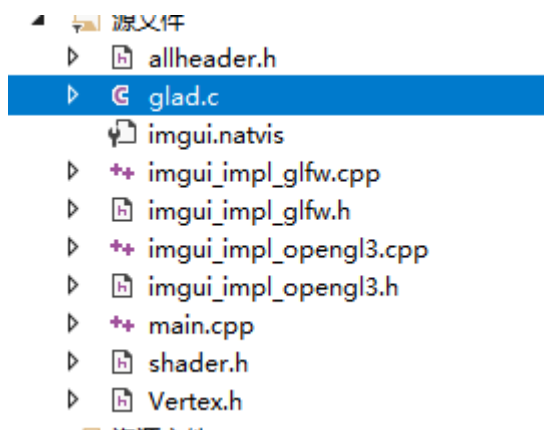 源文件
allheader.h
glad.c
imgui.natvis
imgui_impl_glfw.cpp
imgui_impl_glfw.h
imgui_impl_opengl3.cpp
imgui_impl_opengl3.h
main.cpp
shader.h
Vertex.h